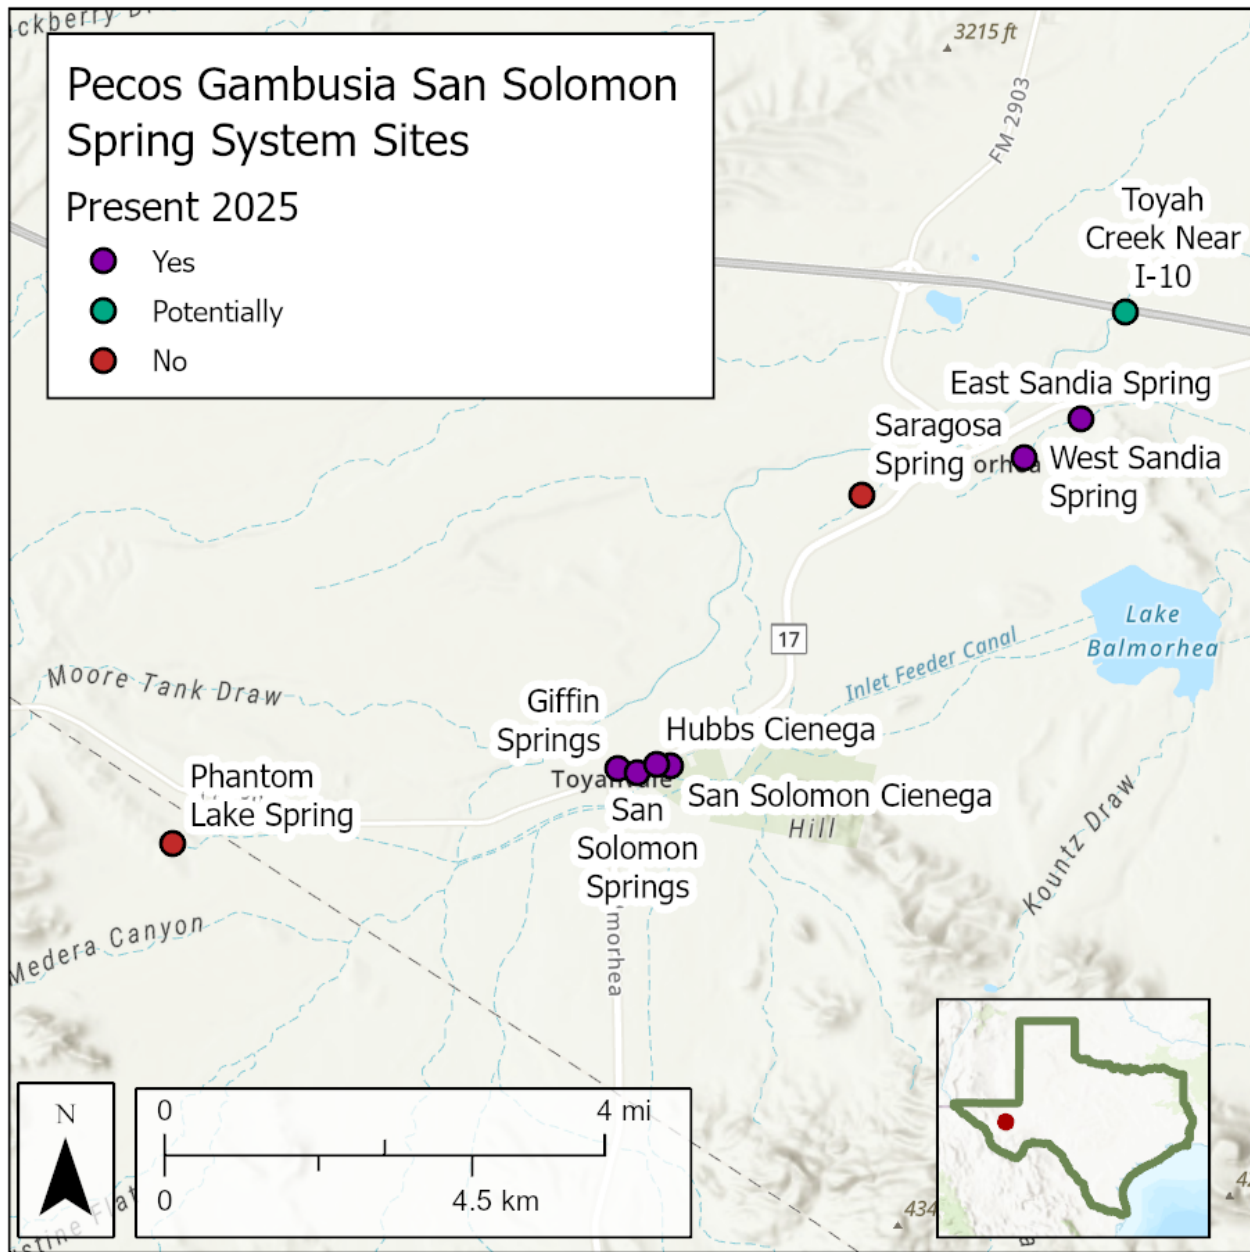 3215 ft
Pecos Gambusia San Solomon
Spring System Sites
Present 2025
Yes
Potentially
No
FM 2903
Toyah
Creek Near
I-10
East Sandia Spring
Saragosa
Spring
West Sandia
Spring
Lake
Balmorhea
17
Inlet Feeder Canal
Moore Tank Draw
Giffin
Springs
Hubbs Cienega
Phantom
Lake Spring
San Solomon Cienega
San
Solomon
Springs
Hill
Kountz Draw
Medera Canyon
morhea
N
0
4 mi
0
4.5 km
434